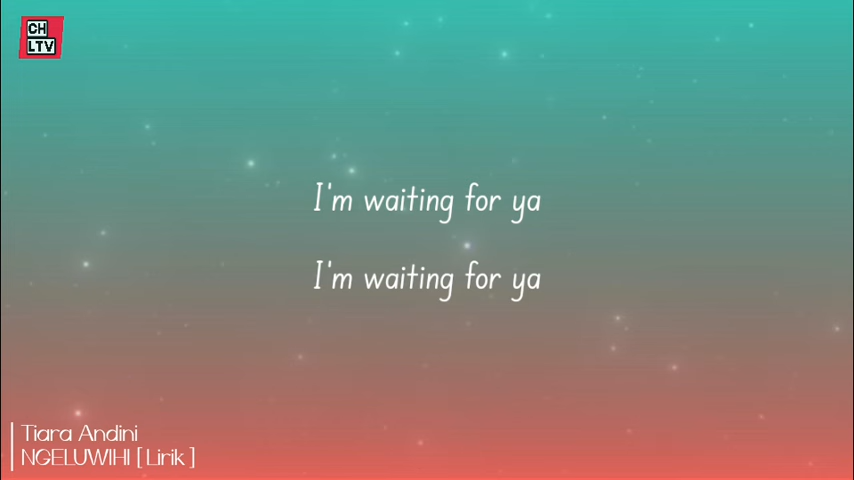 CH
LTV
I'm waiting for ya
I'm waiting for ya
Tiara Andini
NGELUWIHI [ Lirik ]